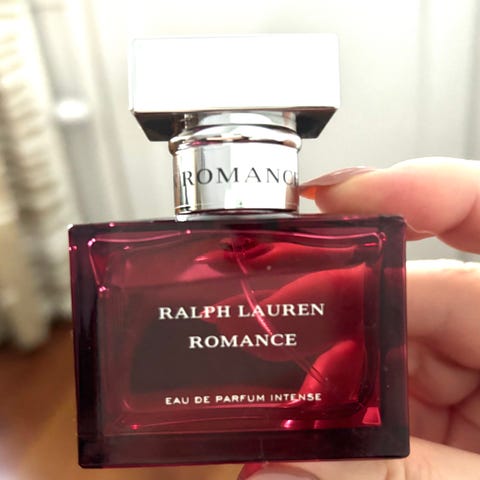 ROMANCE
RALPH LAUREN
ROMANCE
EAU DE PARFUM INTENSE